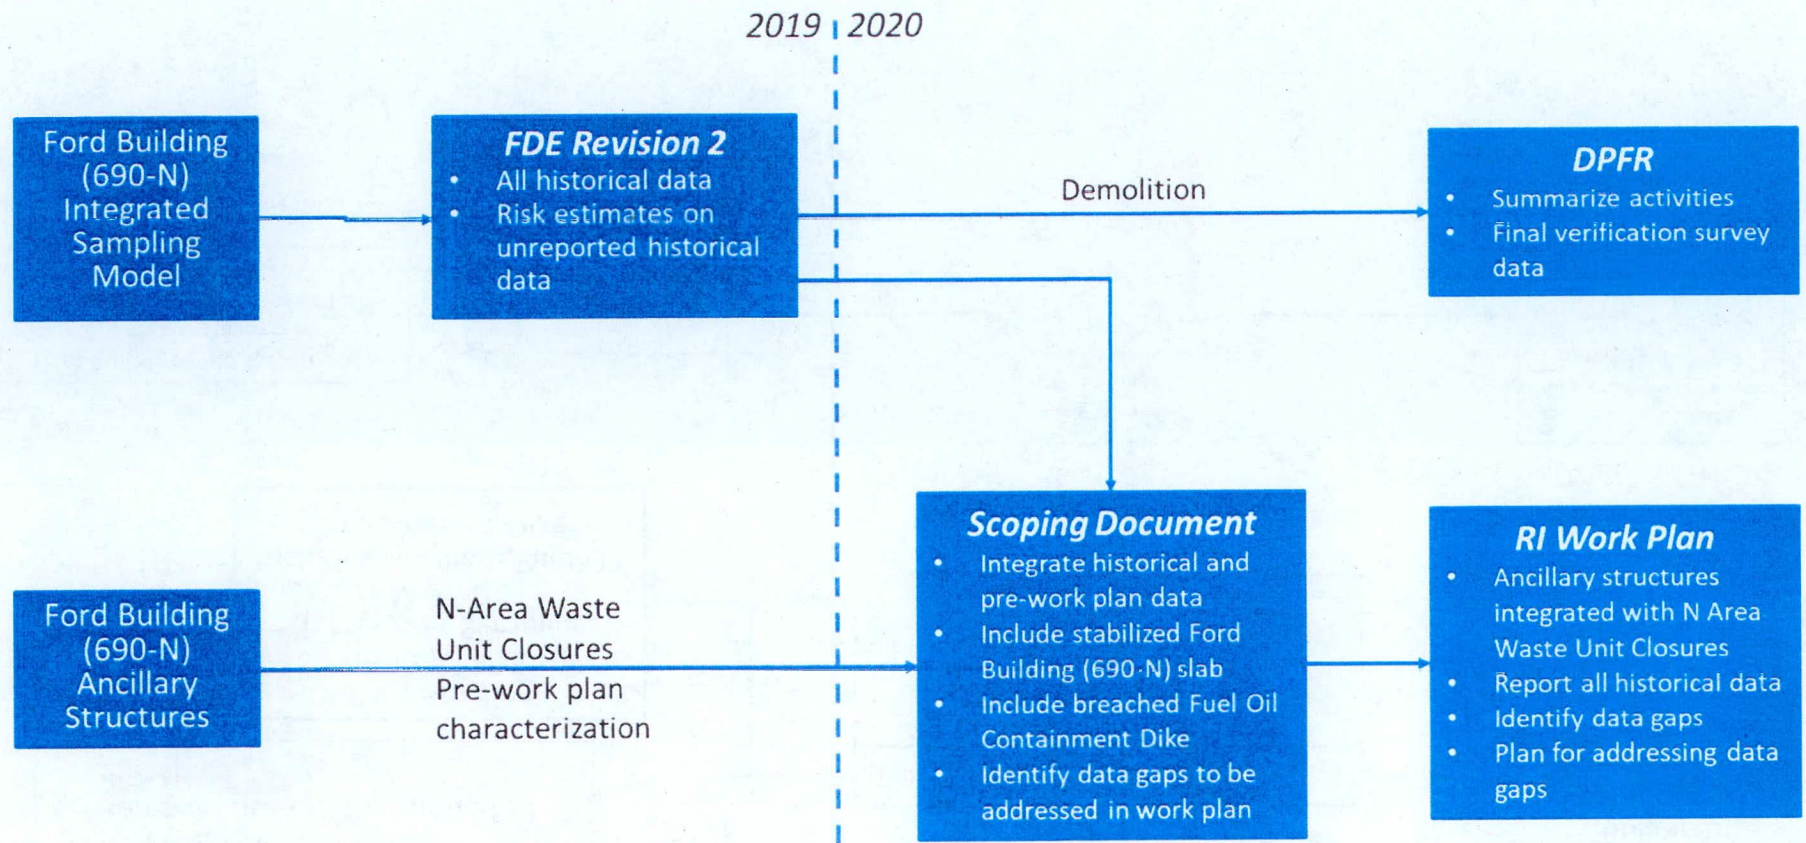 2019 2020
Ford Building
(690-N)
Integrated
Sampling
Model
FDE Revision 2
• All historical data
• Risk estimates on
unreported historical
data
Demolition
DPFR
• Summarize activities
• Final verification survey
data
Ford Building
(690-N)
Ancillary
Structures
N-Area Waste
Unit Closures
Pre-work plan
characterization
Scoping Document
• Integrate historical and
pre-work plan data
• Include stabilized Ford
Building (690-N) slab
• Include breached Fuel Oil
Containment Dike
• Identify data gaps to be
addressed in work plan
RI Work Plan
• Ancillary structures
integrated with N Area
Waste Unit Closures
• Report all historical data
• Identify data gaps
• Plan for addressing data
gaps